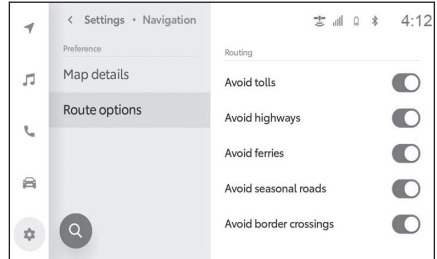 < Settings • Navigation
4:12
Preference
Map details
Route options
Routing
Avoid tolls
Avoid highways
Avoid ferries
Avoid seasonal roads
Avoid border crossings